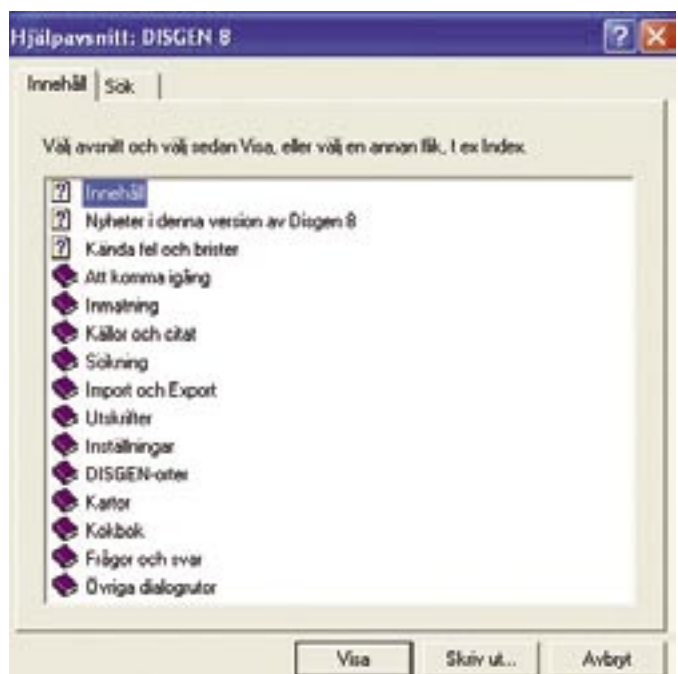 Hjälpavsnitt: DISGEN 8
Innehåll Sök
Välj avsnitt och välj sedan Visa, eller välj en annan flik, t ex Index.
Innehåll
Nyheter i denna version av Disgen 8
Kända fel och brister
Att komma igång
Inmatning
Källor och citat
Sökning
Import och Export
Utskrifter
Inställningar
DISGEN-orter
Kartor
Kokbok
Frågor och svar
Övriga dialogrutor
Visa Skriv ut... Avbryt